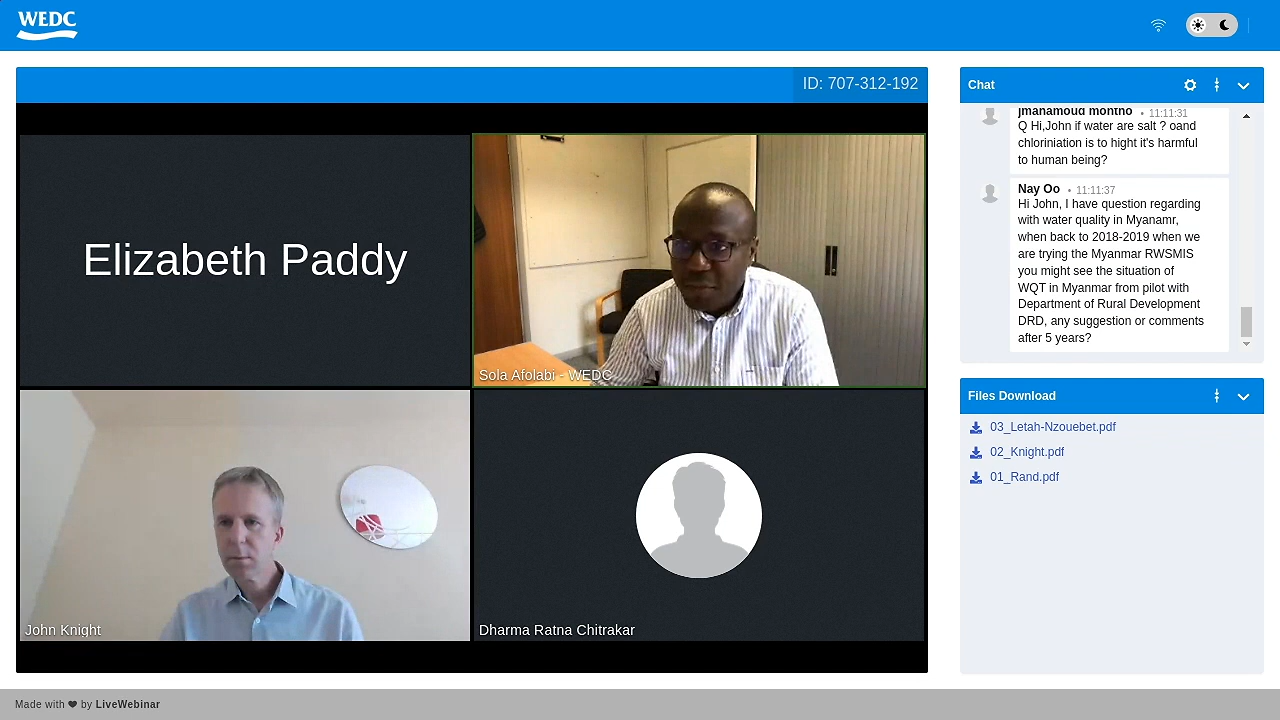 WEDC
ID: 707-312-192
Elizabeth Paddy
Sola Afolabi - WEDC
John Knight
Dharma Ratna Chitrakar
Chat
jmahamoud montho • 11:11:31
Q Hi,John if water are salt ? oand
chloriniation is to hight it's harmful
to human being?
Nay Oo • 11:11:37
Hi John, I have question regarding
with water quality in Myanamr,
when back to 2018-2019 when we
are trying the Myanmar RWSMIS
you might see the situation of
WQT in Myanmar from pilot with
Department of Rural Development
DRD, any suggestion or comments
after 5 years?
Files Download
03_Letah-Nzouebet.pdf
02_Knight.pdf
01_Rand.pdf
Made with ❤ by LiveWebinar